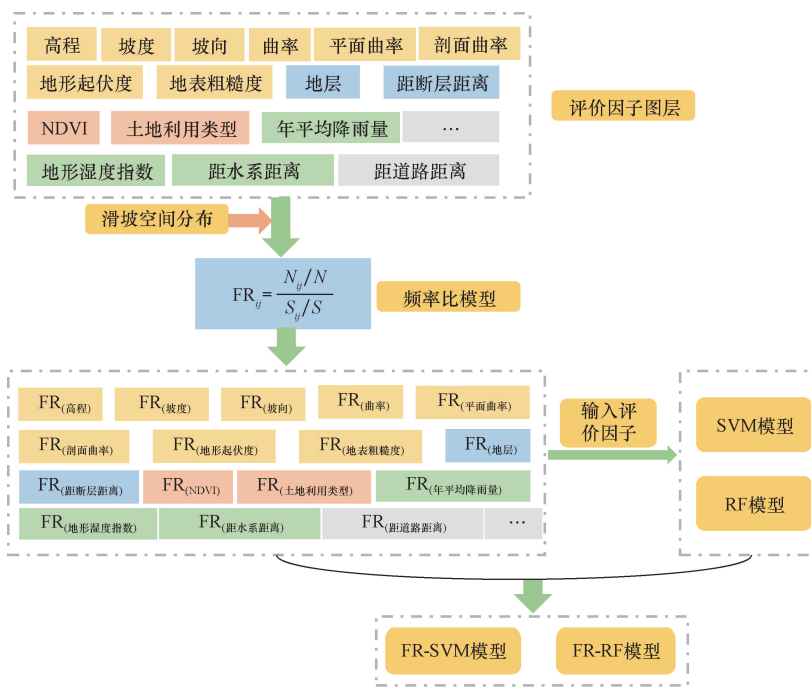 高程 坡度 坡向 曲率 平面曲率 剖面曲率
地形起伏度 地表粗糙度 地层 距断层距离
评价因子图层
NDVI 土地利用类型 年平均降雨量 …
地形湿度指数 距水系距离 距道路距离
滑坡空间分布
FR_{ij}=\frac{N_{ij}/N}{S_{ij}/S}
频率比模型
FR(高程) FR(坡度) FR(坡向) FR(曲率) FR(平面曲率)
FR(剖面曲率) FR(地形起伏度) FR(地表粗糙度) FR(地层)
FR(距断层距离) FR(NDVI) FR(土地利用类型) FR(年平均降雨量)
FR(地形湿度指数) FR(距水系距离) FR(距道路距离) …
输入评
价因子
SVM模型
RF模型
FR-SVM模型 FR-RF模型